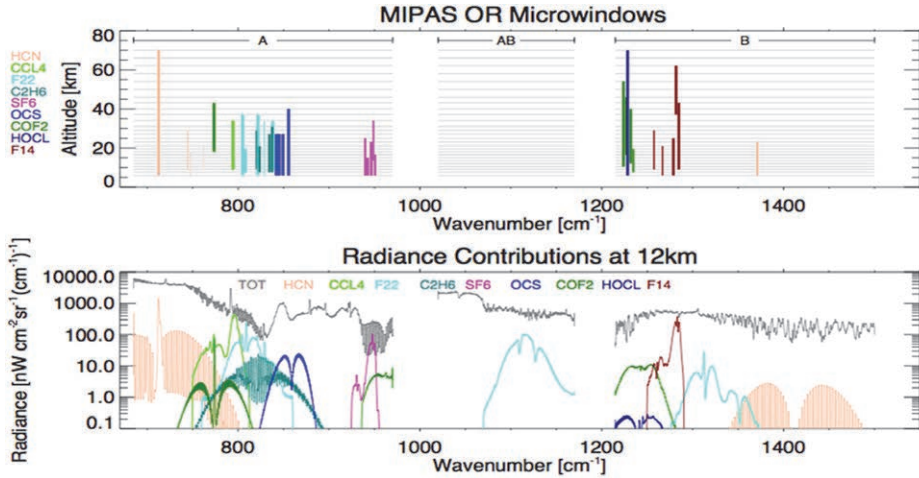 MIPAS OR Microwindows
A AB B
HCN
CCL4
F22
C2H6
SF6
OCS
COF2
HOCL
F14
Altitude [km]
80
60
40
20
0
800 1000 1200 1400
Wavenumber [cm⁻¹]
Radiance Contributions at 12km
TOT HCN CCL4 F22 C2H6 SF6 OCS COF2 HOCL F14
Radiance [nW cm⁻²sr⁻¹(cm⁻¹)⁻¹]
10000.0
1000.0
100.0
10.0
1.0
0.1
800 1000 1200 1400
Wavenumber [cm⁻¹]